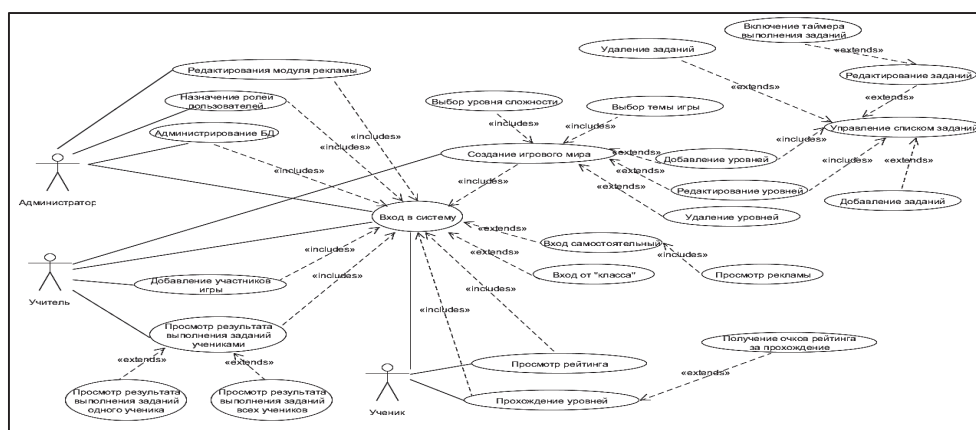 Включение таймера
выполнения заданий
Удаление заданий
«extends»
«extends»
Редактирования модуля рекламы
Редактирование заданий
Назначение ролей
пользователей
Выбор уровня сложности
Выбор темы игры
«extends»
Администрирование БД
«includes»
«includes»
«includes»
«includes»
Управление списком заданий
Создание игрового мира
«extends»
Добавление уровней
«includes»
«extends»
«includes»
«includes»
«extends»
Редактирование уровней
«includes»
«extends»
Администратор
«extends»
Удаление уровней
Добавление заданий
Вход в систему
«extends»
Вход самостоятельный
«includes»
«includes»
«extends»
«includes»
Вход от "класса"
Просмотр рекламы
Добавление участников
игры
«includes»
«includes»
Учитель
Просмотр результата
выполнения заданий
учениками
Получение очков рейтинга
за прохождение
«extends»
«extends»
Просмотр рейтинга
«extends»
Просмотр результата
выполнения заданий
одного ученика
Просмотр результата
выполнения заданий
всех учеников
Ученик
Прохождение уровней